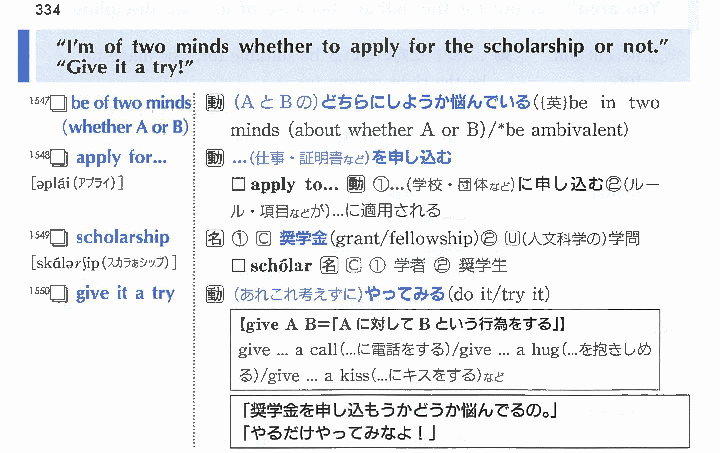 334
“I’m of two minds whether to apply for the scholarship or not.”
“Give it a try!”
1547 □ be of two minds (whether A or B)
動 (AとBの)どちらにしようか悩んでいる({英}be in two
minds (about whether A or B)/*be ambivalent)
1548 □ apply for...
[əplái(アプライ)]
動 ...(仕事・証明書など)を申し込む
□ apply to... 動 ①...(学校・団体など)に申し込む②(ルー
ル・項目などが)...に適用される
1549 □ scholarship
[skάləɾʃip(スカラァシップ)]
名 ① C 奨学金(grant/fellowship)② U(人文科学の)学問
□ schólar 名 C ① 学者 ② 奨学生
1550 □ give it a try
動 (あれこれ考えずに)やってみる(do it/try it)
【give A B=｢Aに対してBという行為をする｣】
give ... a call(...に電話をする)/give ... a hug(...を抱きしめ
る)/give ... a kiss(...にキスをする)など
「奨学金を申し込もうかどうか悩んでるの。」
「やるだけやってみなよ！」